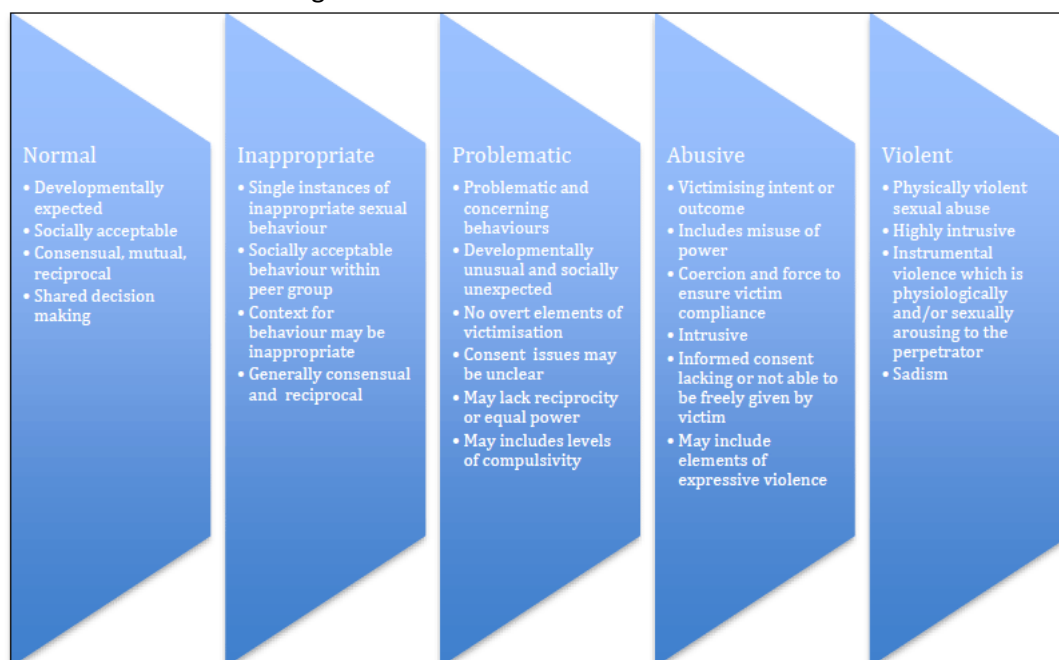 Normal
• Developmentally
expected
• Socially acceptable
• Consensual, mutual,
reciprocal
• Shared decision
making
Inappropriate
• Single instances of
inappropriate sexual
behaviour
• Socially acceptable
behaviour within
peer group
• Context for
behaviour may be
inappropriate
• Generally consensual
and reciprocal
Problematic
• Problematic and
concerning
behaviours
• Developmentally
unusual and socially
unexpected
• No overt elements of
victimisation
• Consent issues may
be unclear
• May lack reciprocity
or equal power
• May includes levels
of compulsivity
Abusive
• Victimising intent or
outcome
• Includes misuse of
power
• Coercion and force to
ensure victim
compliance
• Intrusive
• Informed consent
lacking or not able to
be freely given by
victim
• May include
elements of
expressive violence
Violent
• Physically violent
sexual abuse
• Highly intrusive
• Instrumental
violence which is
physiologically
and/or sexually
arousing to the
perpetrator
• Sadism